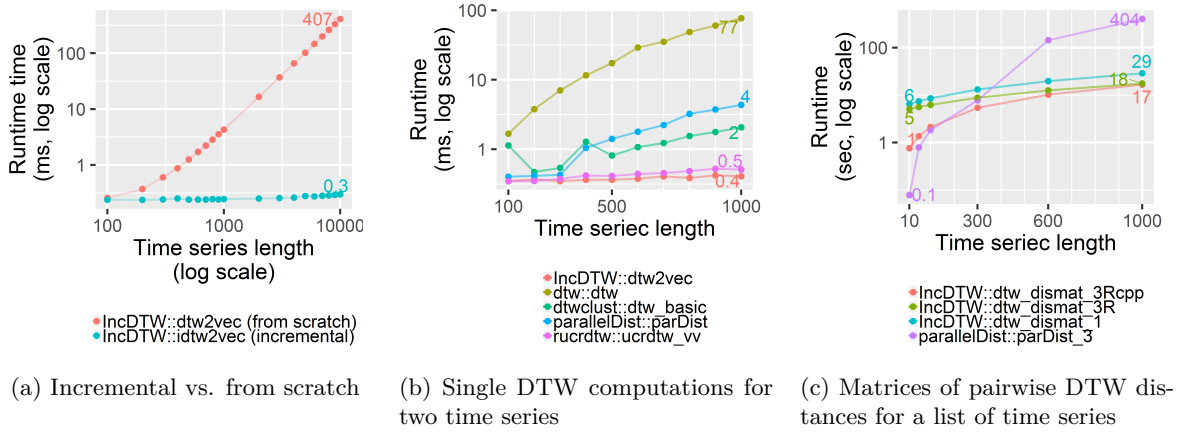 Runtime time
(ms, log scale)
100
10
1
407
0.3
100
1000
10000
Time series length
(log scale)
IncDTW::dtw2vec (from scratch)
IncDTW::idtw2vec (incremental)
(a) Incremental vs. from scratch
Runtime
(ms, log scale)
100
10
1
77
4
2
0.5
0.4
100
500
1000
Time seriec length
IncDTW::dtw2vec
dtw::dtw
dtwclust::dtw_basic
parallelDist::parDist
rucrdtw::ucrdtw_vv
(b) Single DTW computations for
two time series
Runtime
(sec, log scale)
100
1
404
29
18
17
6
5
1
0.1
10
300
600
1000
Time seriec length
IncDTW::dtw_dismat_3Rcpp
IncDTW::dtw_dismat_3R
IncDTW::dtw_dismat_1
parallelDist::parDist_3
(c) Matrices of pairwise DTW dis-
tances for a list of time series